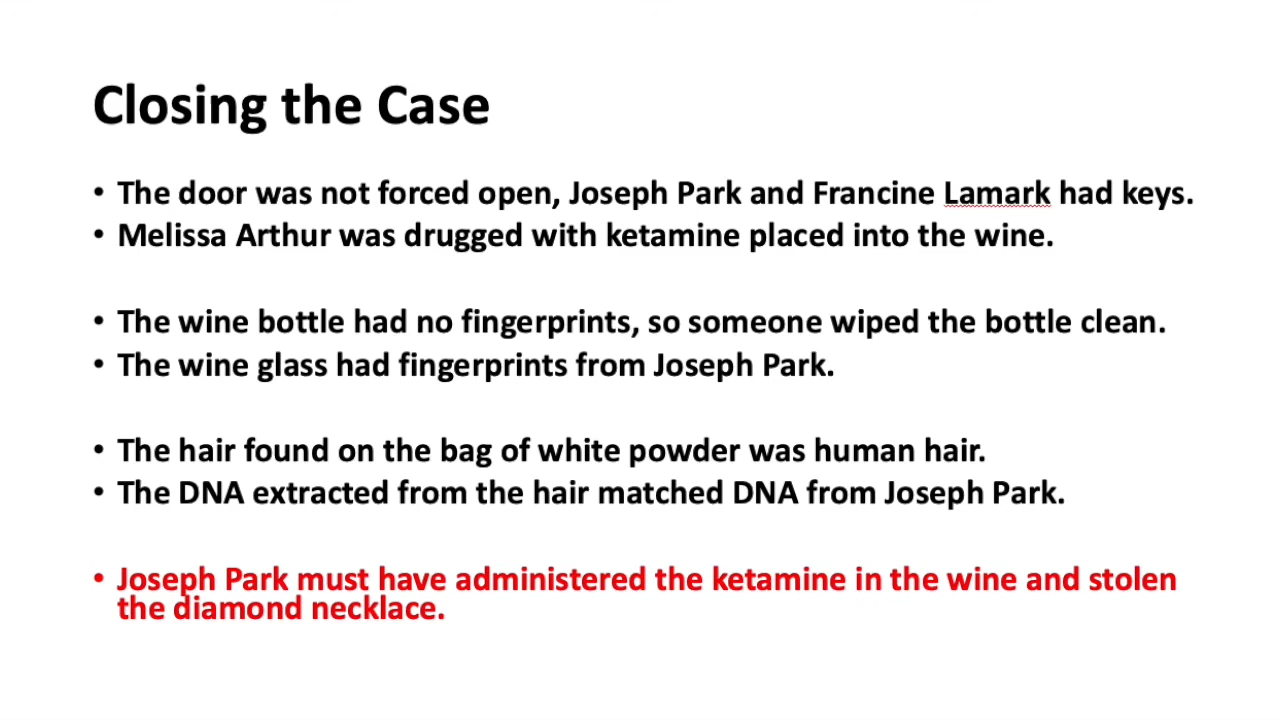 Closing the Case
• The door was not forced open, Joseph Park and Francine Lamark had keys.
• Melissa Arthur was drugged with ketamine placed into the wine.
• The wine bottle had no fingerprints, so someone wiped the bottle clean.
• The wine glass had fingerprints from Joseph Park.
• The hair found on the bag of white powder was human hair.
• The DNA extracted from the hair matched DNA from Joseph Park.
• Joseph Park must have administered the ketamine in the wine and stolen
the diamond necklace.